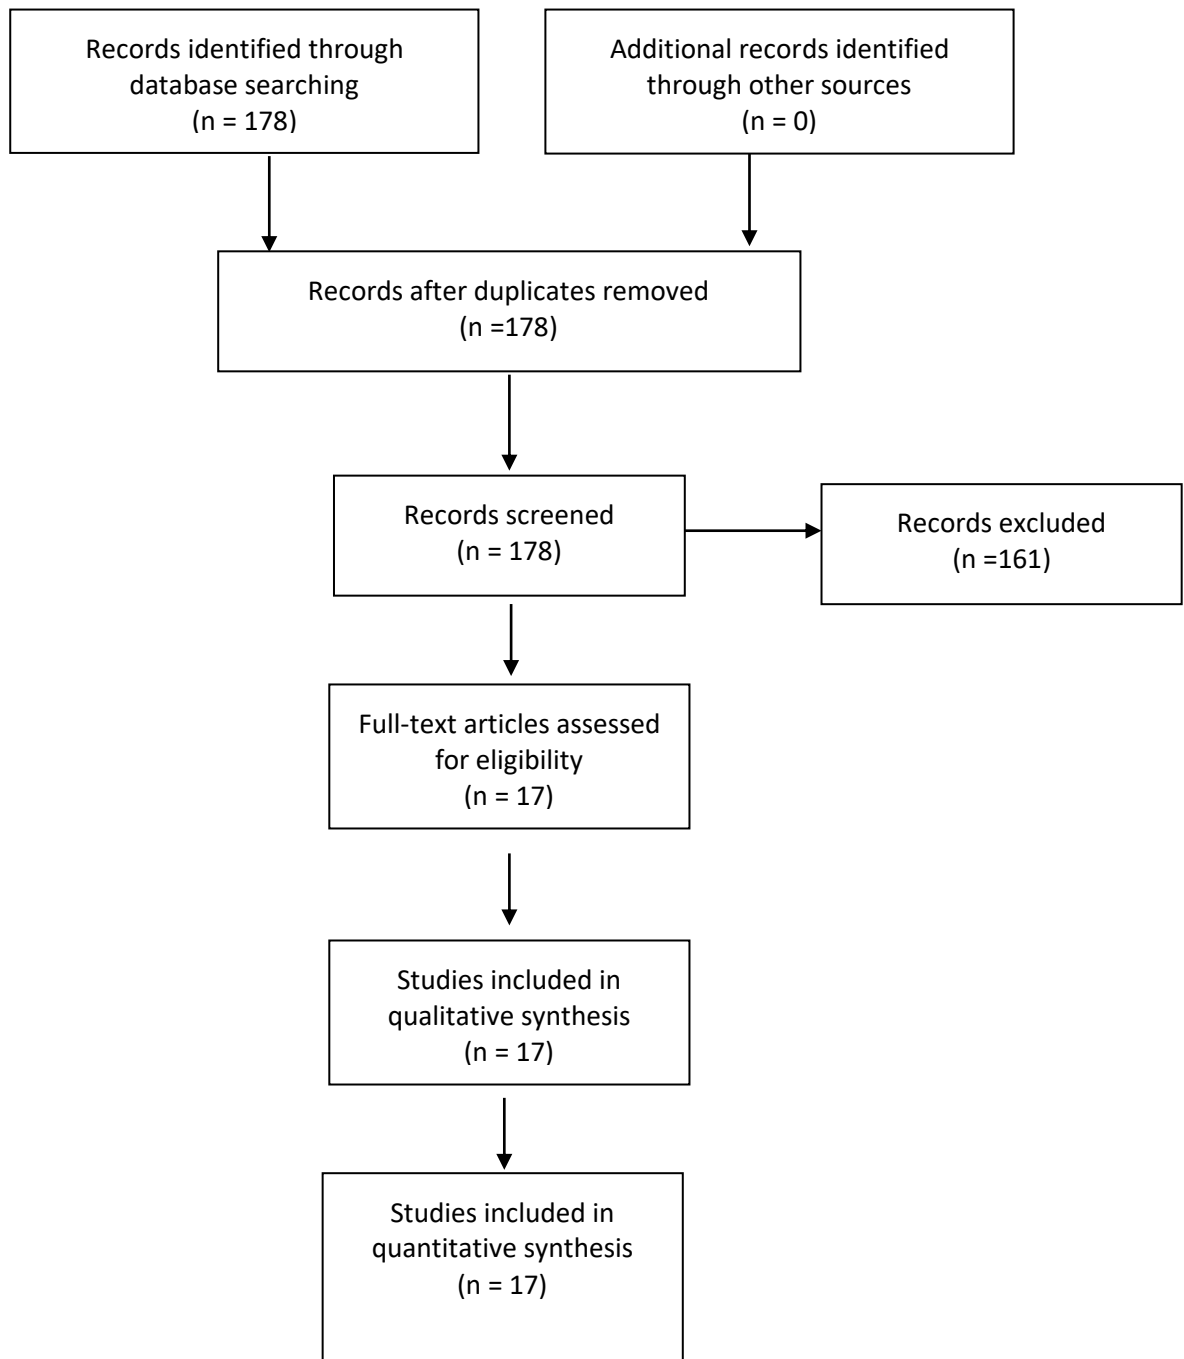 Records identified through
database searching
(n = 178)
Additional records identified
through other sources
(n = 0)
Records after duplicates removed
(n =178)
Records screened
(n = 178)
Records excluded
(n =161)
Full-text articles assessed
for eligibility
(n = 17)
Studies included in
qualitative synthesis
(n = 17)
Studies included in
quantitative synthesis
(n = 17)